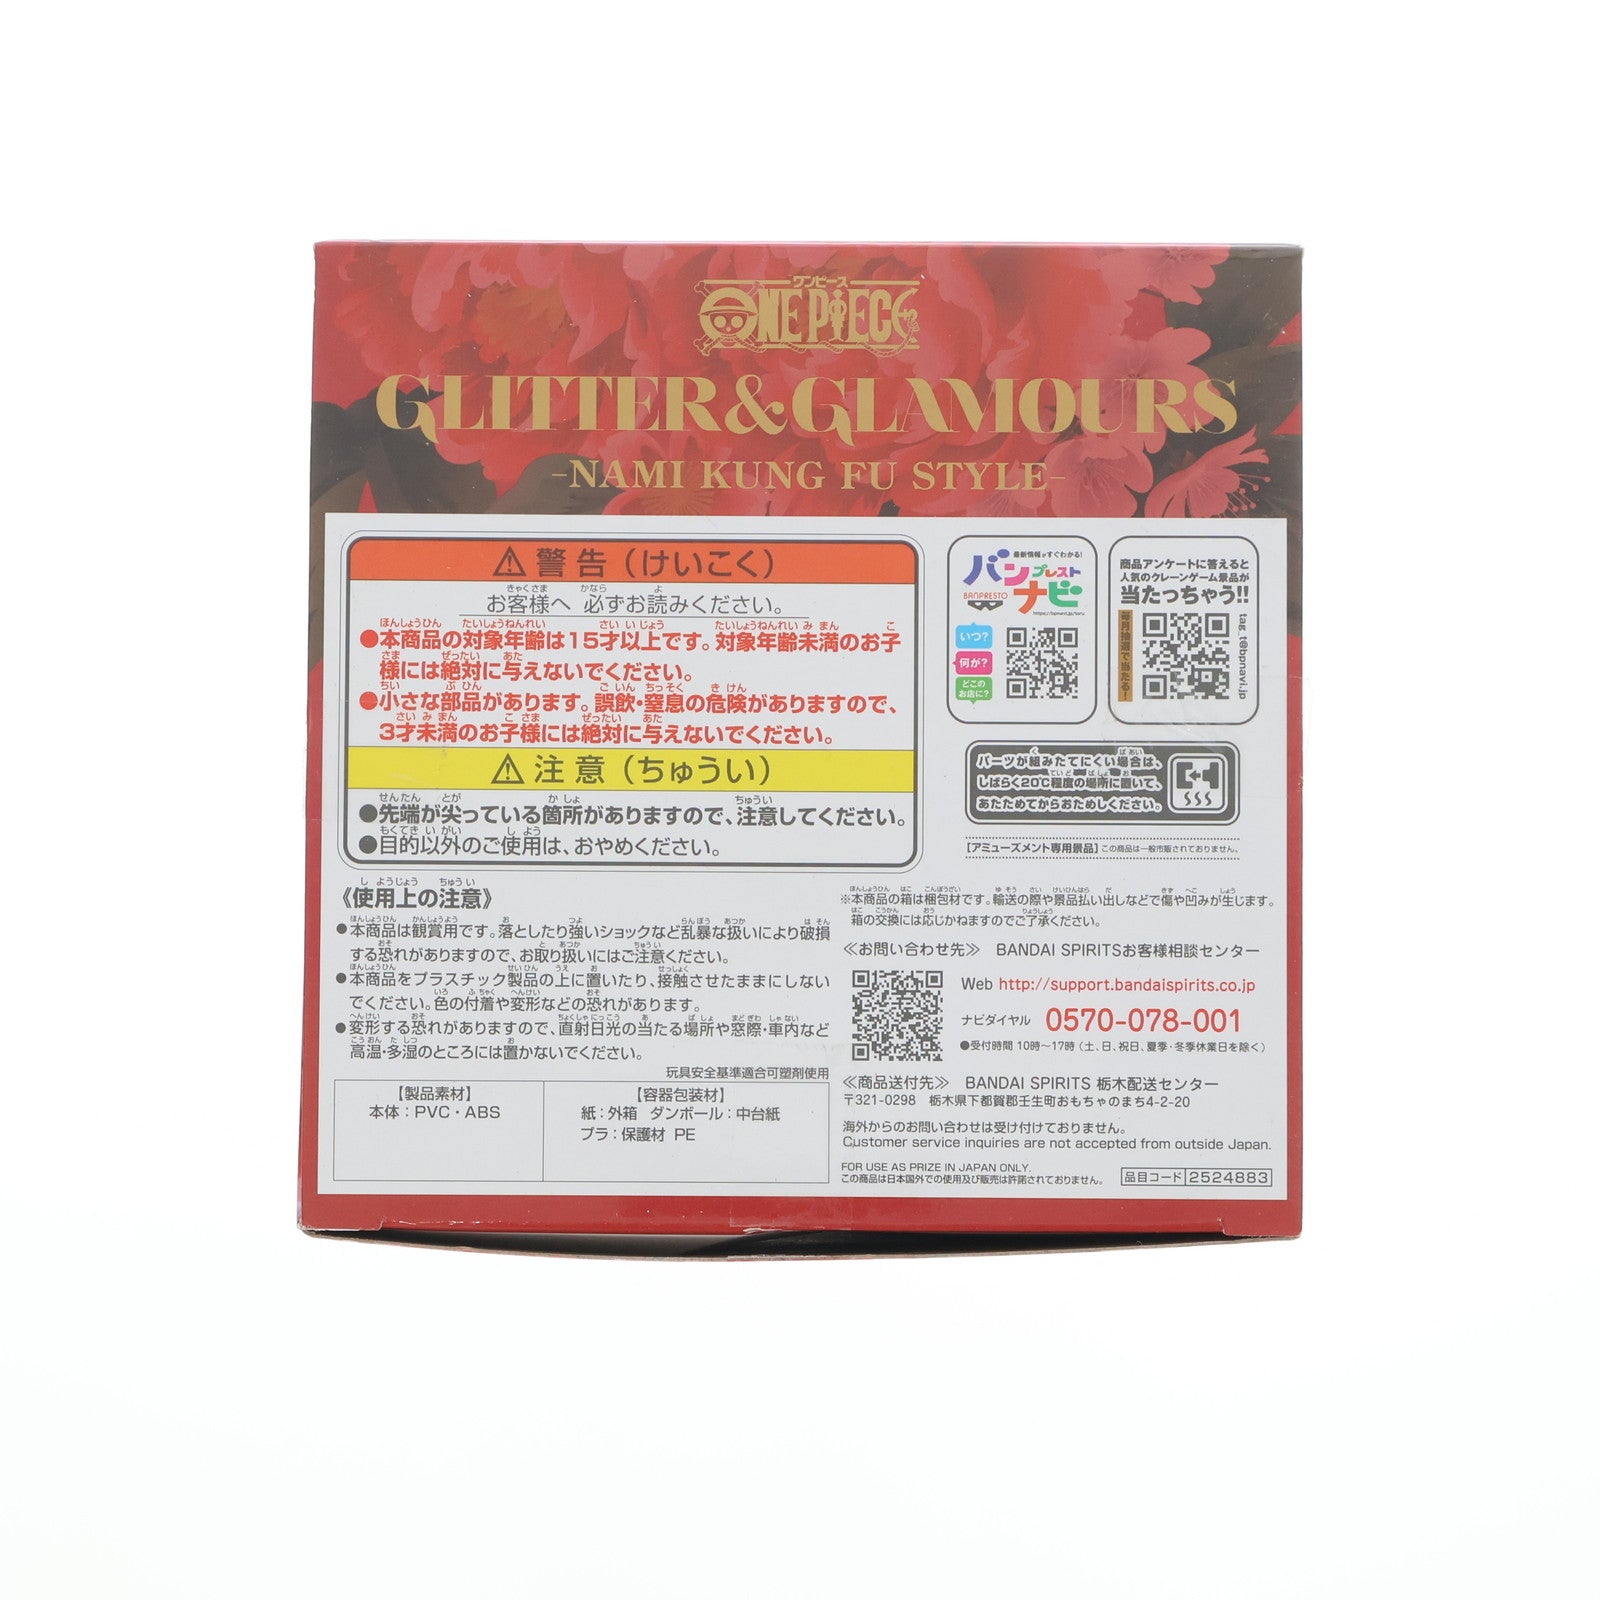 ワンピース
ONE PIECE
GLITTER&GLAMOURS
-NAMI KUNG FU STYLE-
⚠警告(けいこく)
お客様へ 必ずお読みください。
●本商品の対象年齢は15才以上です。対象年齢未満のお子
様には絶対に与えないでください。
●小さな部品があります。誤飲・窒息の危険がありますので、
3才未満のお子様には絶対に与えないでください。
⚠注意(ちゅうい)
●先端が尖っている箇所がありますので、注意してください。
●目的以外のご使用は、おやめください。
最新情報がすぐわかる!
バンプレストナビ
BANPRESTO
https://bpnavi.jp/toru
いつ?
何が?
どこのお店に?
商品アンケートに答えると
人気のクレーンゲーム景品が
当たっちゃう!!
毎月抽選で当たる!
tag_t@bpnavi.jp
パーツが組みたてにくい場合は、
しばらく20℃程度の場所に置いて、
あたためてからおためしください。
【アミューズメント専用景品】この商品は一般市販されておりません。
《使用上の注意》
●本商品は観賞用です。落としたり強いショックなど乱暴な扱いにより破損
する恐れがありますので、お取り扱いにはご注意ください。
●本商品をプラスチック製品の上に置いたり、接触させたままにしない
でください。色の付着や変形などの恐れがあります。
●変形する恐れがありますので、直射日光の当たる場所や窓際・車内など
高温・多湿のところには置かないでください。
玩具安全基準適合可塑剤使用
【製品素材】
本体：PVC・ABS
【容器包装材】
紙：外箱 ダンボール：中台紙
プラ：保護材 PE
※本商品の箱は梱包材です。輸送の際や景品払い出しなどで傷や凹みが生じます。
箱の交換には応じかねますのでご了承ください。
≪お問い合わせ先≫ BANDAI SPIRITSお客様相談センター
Web http://support.bandaispirits.co.jp
ナビダイヤル 0570-078-001
●受付時間 10時～17時(土、日、祝日、夏季・冬季休業日を除く)
≪商品送付先≫ BANDAI SPIRITS 栃木配送センター
〒321-0298 栃木県下都賀郡壬生町おもちゃのまち4-2-20
海外からのお問い合わせは受け付けておりません。
Customer service inquiries are not accepted from outside Japan.
FOR USE AS PRIZE IN JAPAN ONLY.
この商品は日本国外での使用及び販売は許諾されておりません。
品目コード 2524883